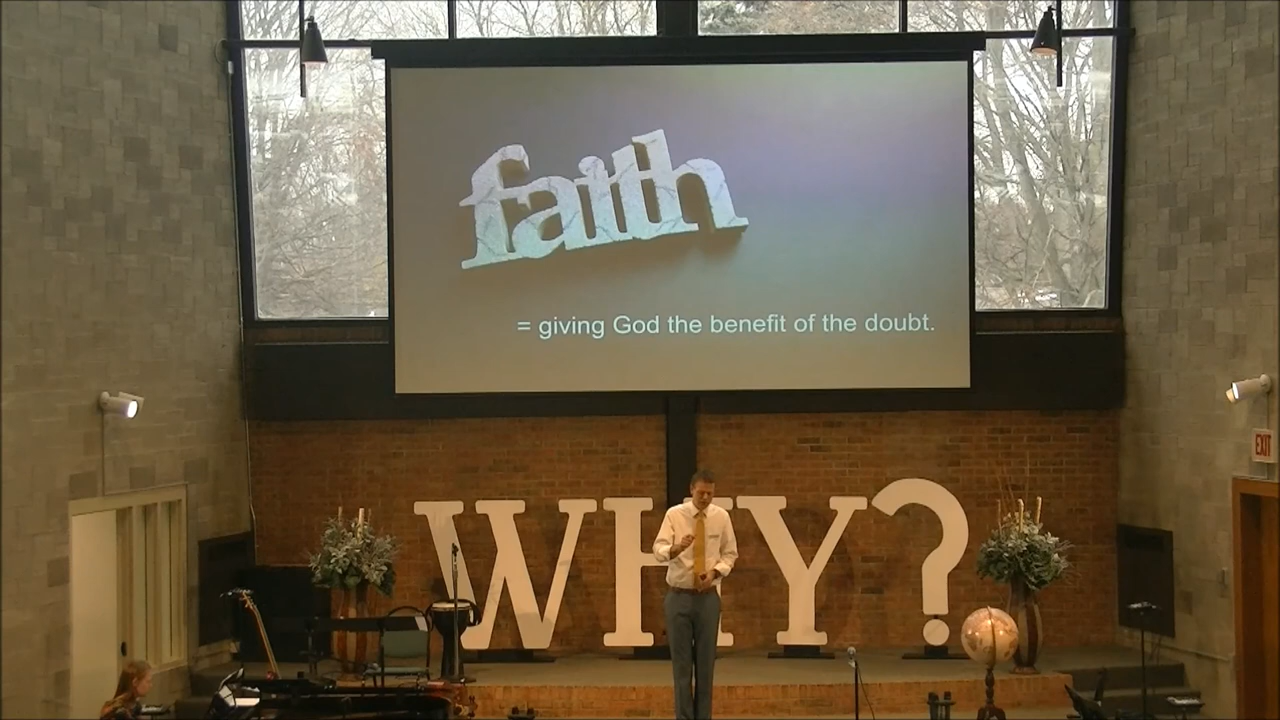 faith
= giving God the benefit of the doubt.
WHY?
EXIT